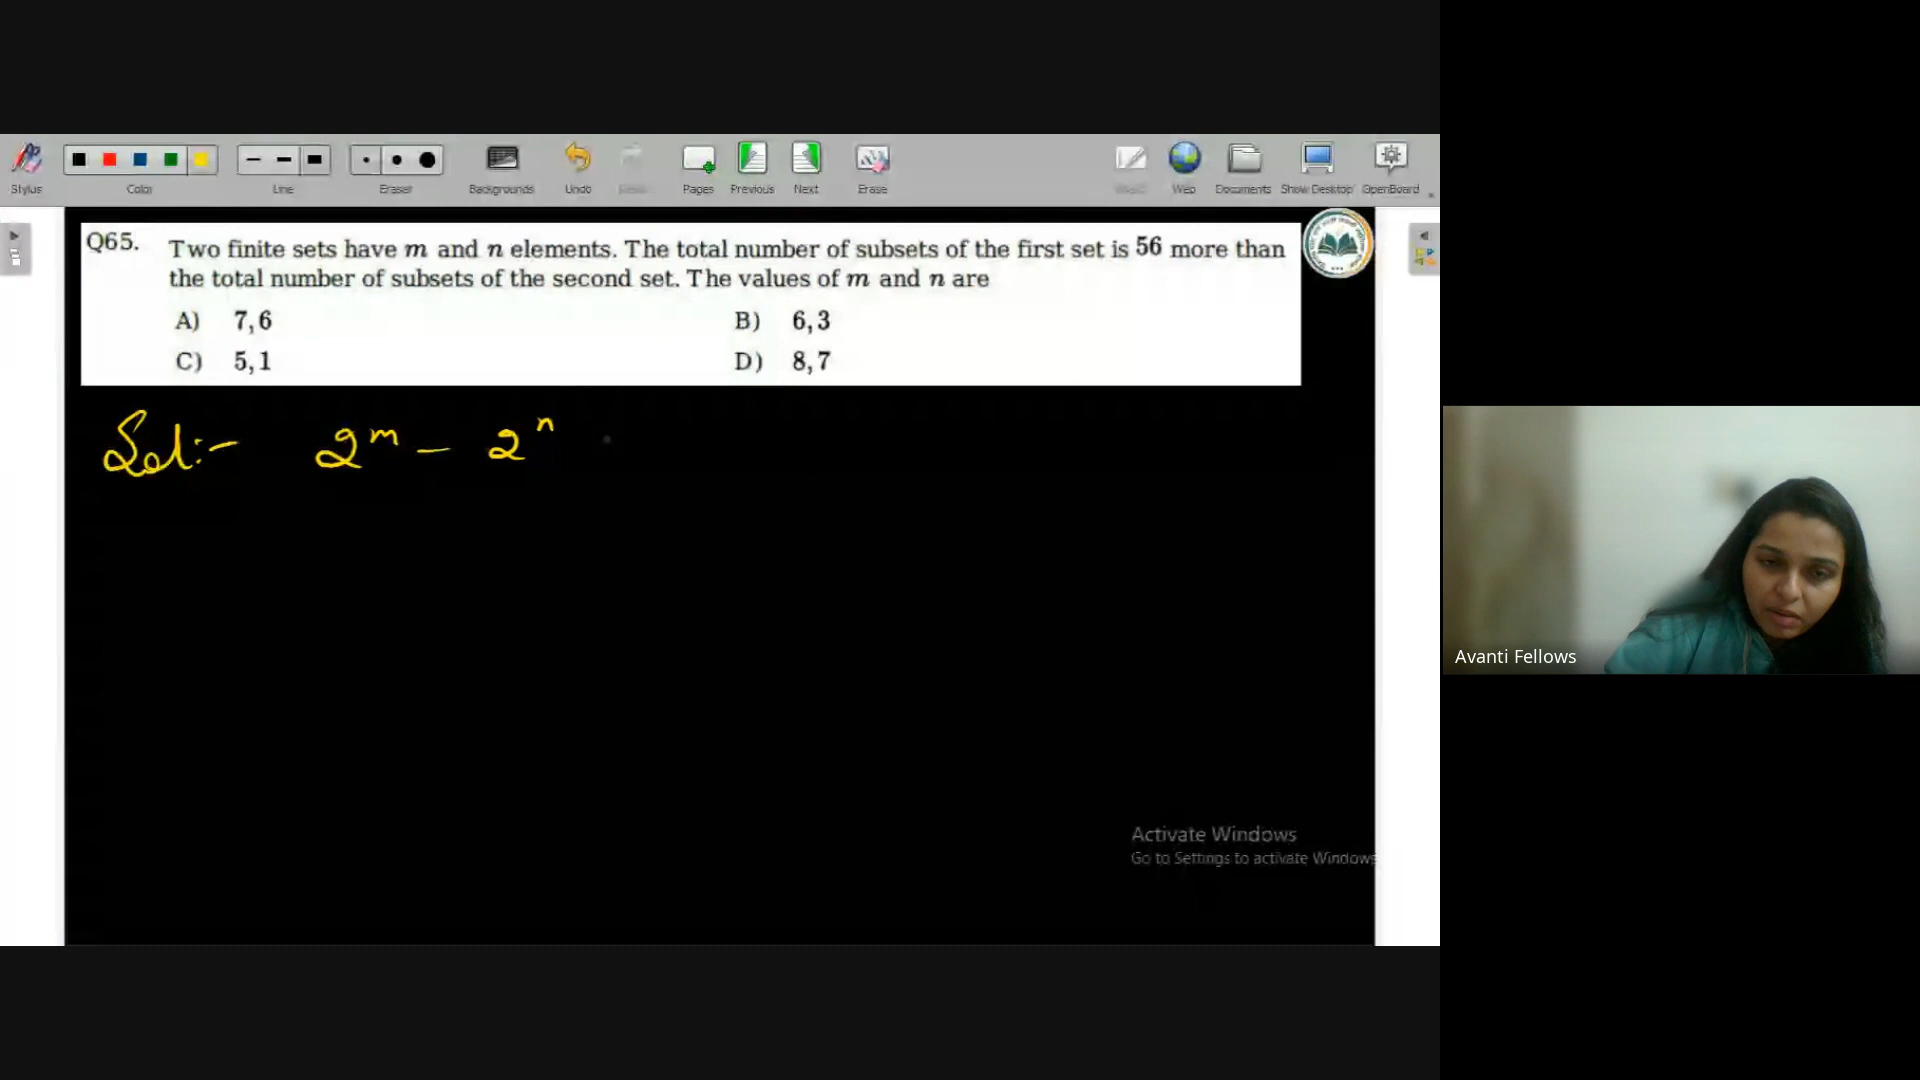 Stylus
Color
Line
Eraser
Backgrounds
Undo
Pages
Previous
Next
Erase
Web
Documents
Show Desktop
OpenBoard
Q65. Two finite sets have m and n elements. The total number of subsets of the first set is 56 more than
the total number of subsets of the second set. The values of m and n are
A) 7, 6 B) 6, 3
C) 5, 1 D) 8, 7
Sol:- 2^m - 2^n
Avanti Fellows
Activate Windows
Go to Settings to activate Windows